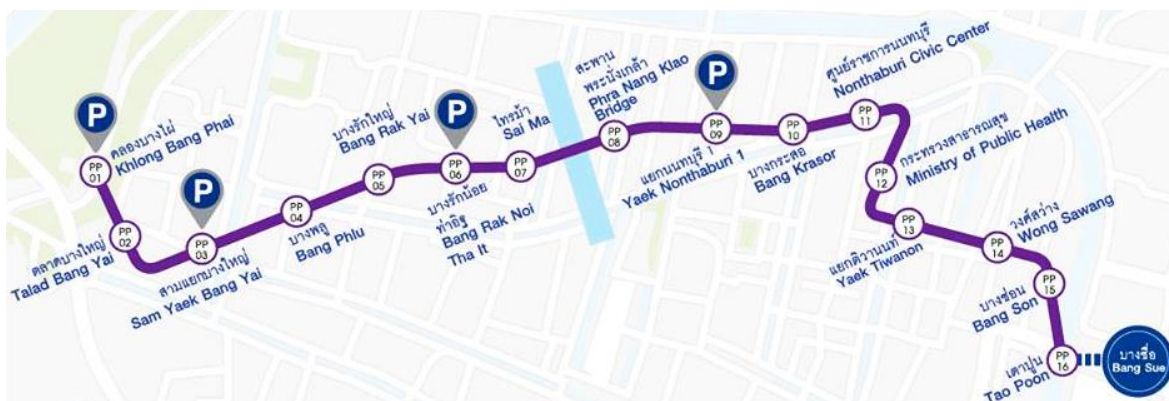 P
PP
01
คลองบางไผ่
Khlong Bang Phai
PP
02
ตลาดบางใหญ่
Talad Bang Yai
P
PP
03
สามแยกบางใหญ่
Sam Yaek Bang Yai
PP
04
บางพลู
Bang Phlu
บางรักใหญ่
Bang Rak Yai
PP
05
P
PP
06
บางรักน้อย
ท่าอิฐ
Bang Rak Noi
Tha It
ไทรม้า
Sai Ma
PP
07
สะพาน
พระนั่งเกล้า
Phra Nang Klao
Bridge
PP
08
P
PP
09
แยกนนทบุรี 1
Yaek Nonthaburi 1
PP
10
บางกระสอ
Bang Krasor
ศูนย์ราชการนนทบุรี
Nonthaburi Civic Center
PP
11
PP
12
กระทรวงสาธารณสุข
Ministry of Public Health
PP
13
แยกติวานนท์
Yaek Tiwanon
วงศ์สว่าง
Wong Sawang
PP
14
PP
15
บางซ่อน
Bang Son
PP
16
เตาปูน
Tao Poon
บางซื่อ
Bang Sue